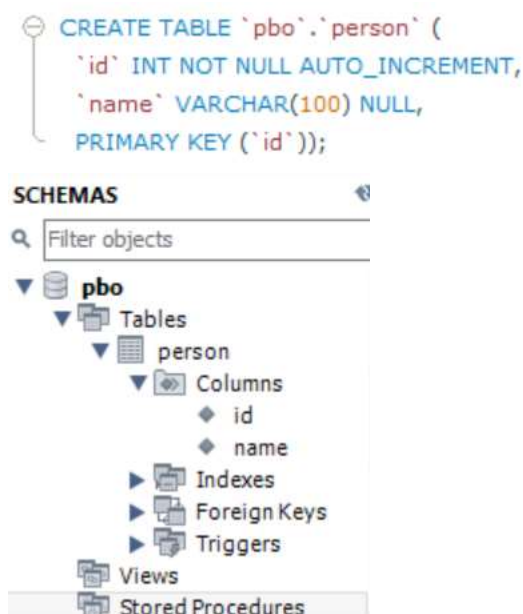 CREATE TABLE `pbo`.`person` (
`id` INT NOT NULL AUTO_INCREMENT,
`name` VARCHAR(100) NULL,
PRIMARY KEY (`id`));
SCHEMAS
Filter objects
pbo
Tables
person
Columns
id
name
Indexes
Foreign Keys
Triggers
Views
Stored Procedures